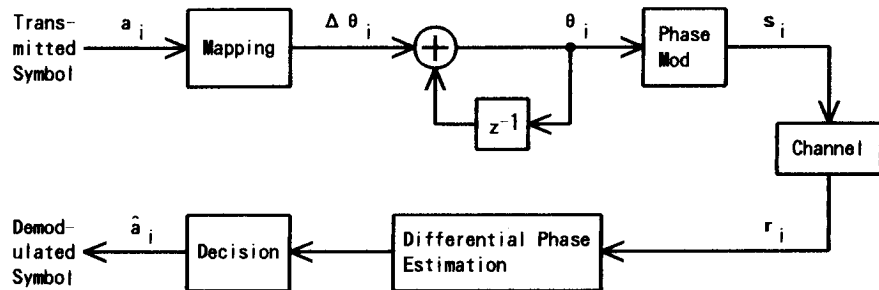 Trans-
mitted
Symbol
a i
Mapping
Δ θ i
+
θ i
Phase
Mod
s i
z⁻¹
Channel
Demod-
ulated
Symbol
â i
Decision
Differential Phase
Estimation
r i